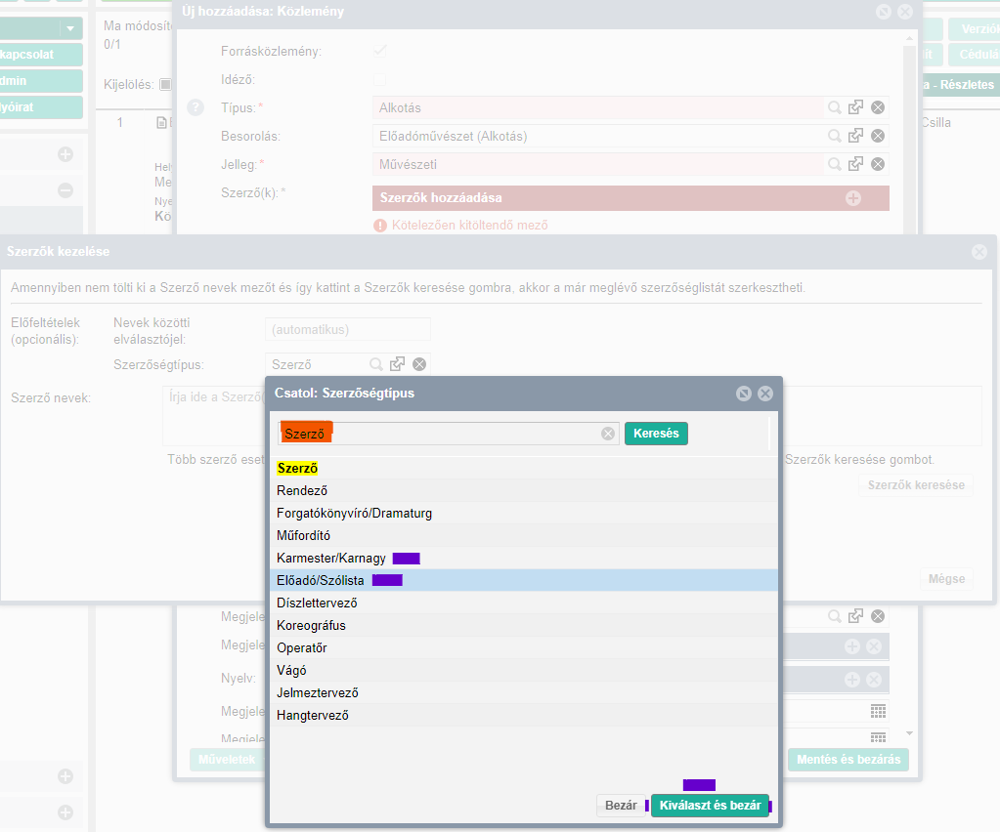 Új hozzáadása: Közlemény
Ma módosít
0/1
kapcsolat
dmin
yóirat
Kijelölés:
Verziók
ít
Cédulá
a - Részletes
Forrásközlemény:
Idéző:
Típus: * Alkotás
Besorolás: Előadóművészet (Alkotás)
Jelleg: * Művészeti
Szerző(k): * Szerzők hozzáadása
Kötelezően kitöltendő mező
1
Csilla
Hely
Me
Nye
Kö
Szerzők kezelése
Amennyiben nem tölti ki a Szerző nevek mezőt és így kattint a Szerzők keresése gombra, akkor a már meglévő szerzőséglistát szerkesztheti.
Előfeltételek
(opcionális):
Nevek közötti
elválasztójel:
(automatikus)
Szerzőségtípus: Szerző
Szerző nevek:
Írja ide a Szerző(
Több szerző eset
Szerzők keresése gombot.
Szerzők keresése
Mégse
Csatol: Szerzőségtípus
Szerző
Keresés
Szerző
Rendező
Forgatókönyvíró/Dramaturg
Műfordító
Karmester/Karnagy
Előadó/Szólista
Díszlettervező
Koreográfus
Operatőr
Vágó
Jelmeztervező
Hangtervező
Bezár
Kiválaszt és bezár
Megjele
Megjele
Nyelv:
Megjele
Megjele
Műveletek
Mentés és bezárás